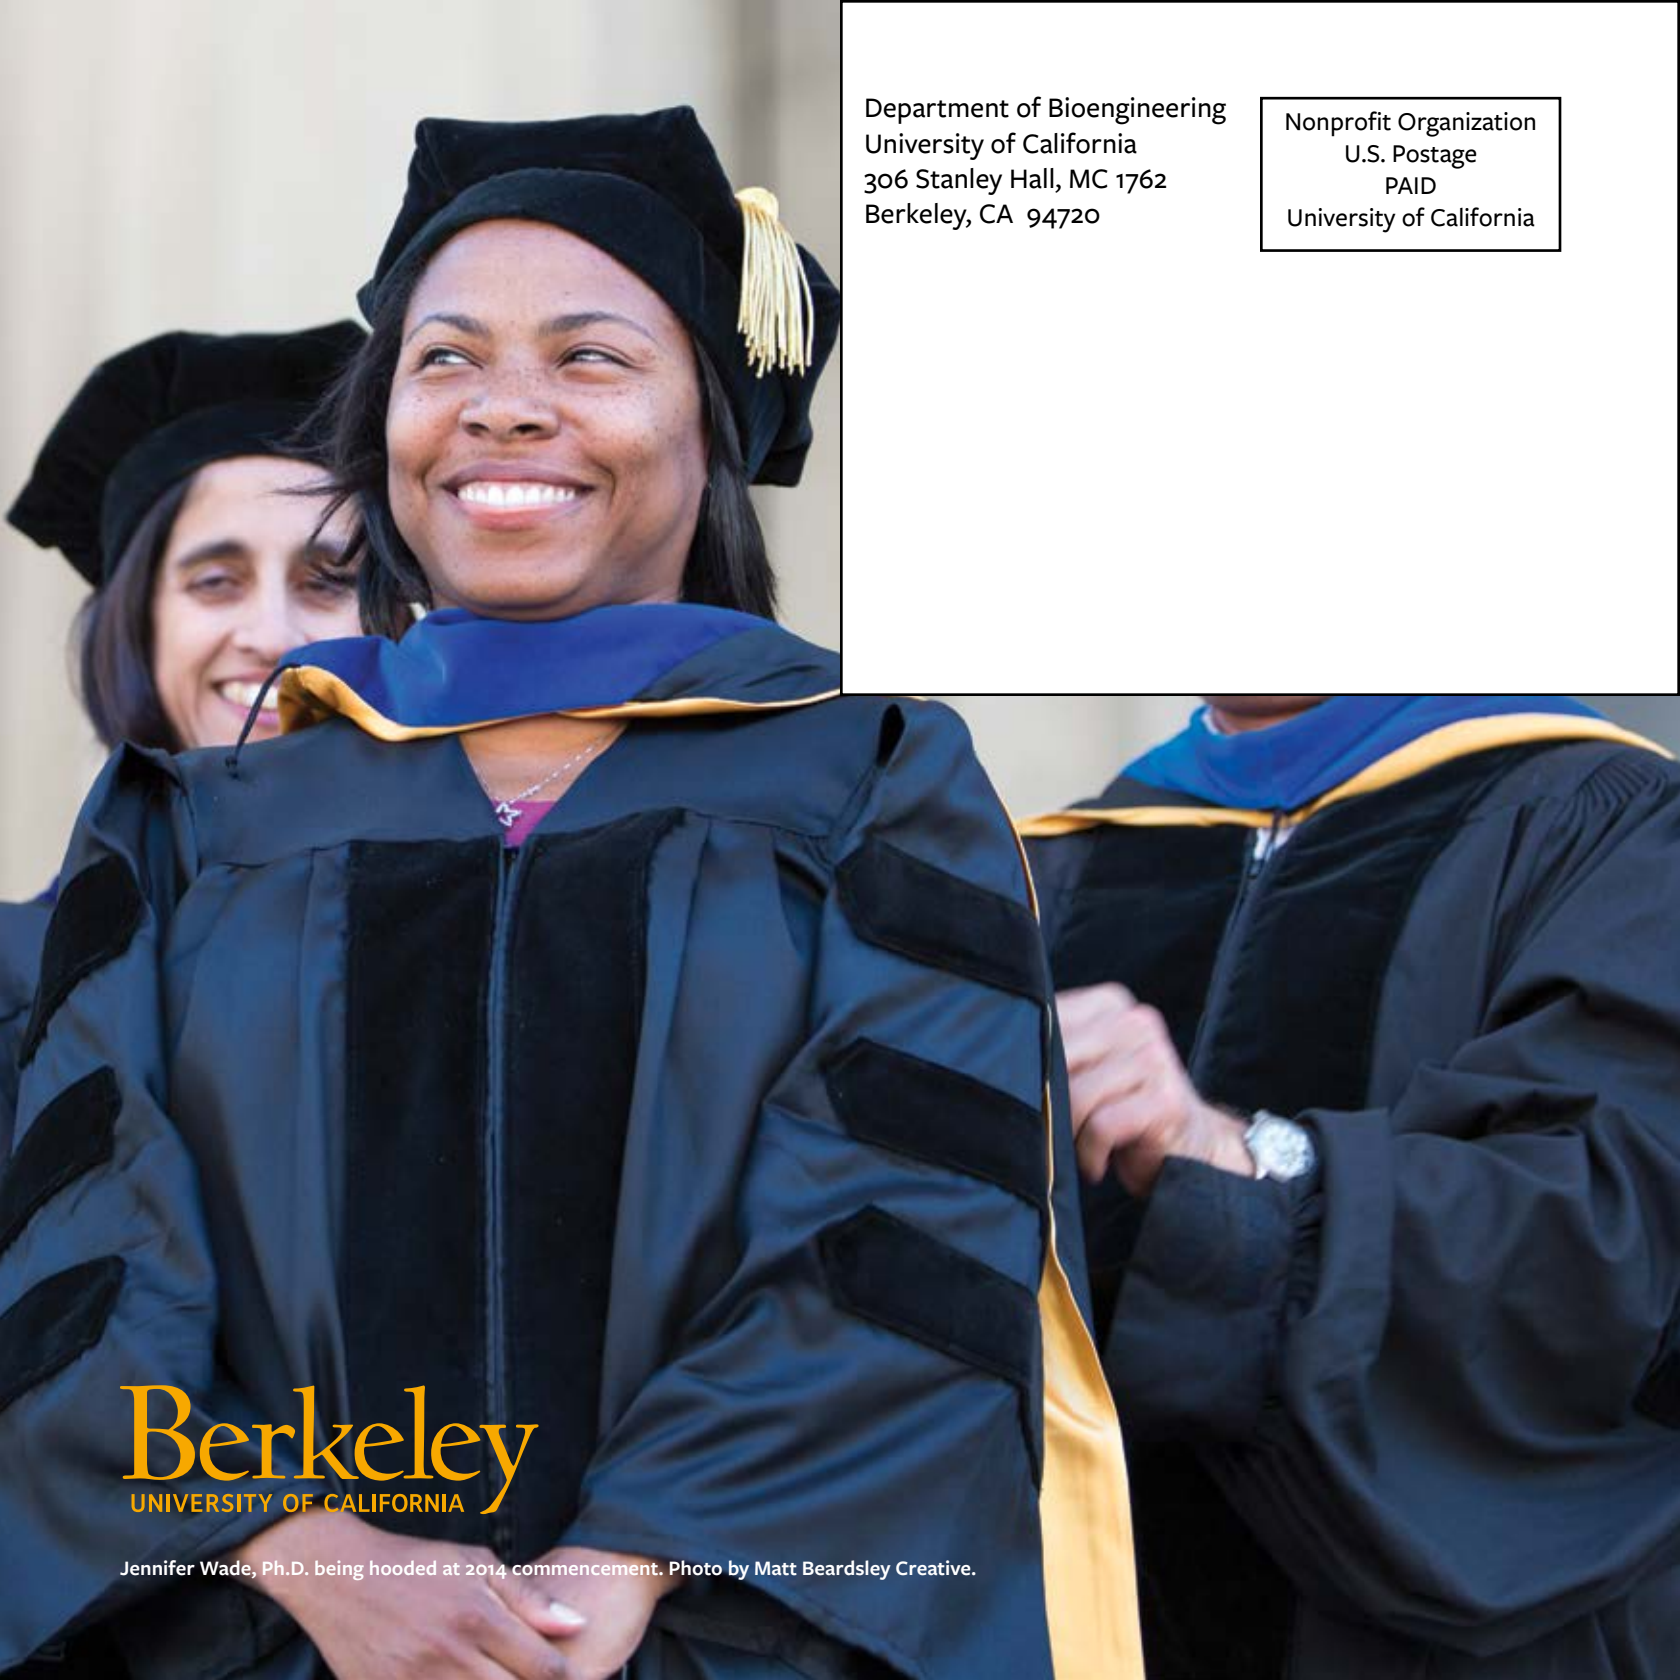 Department of Bioengineering
University of California
306 Stanley Hall, MC 1762
Berkeley, CA 94720
Nonprofit Organization
U.S. Postage
PAID
University of California
Berkeley
UNIVERSITY OF CALIFORNIA
Jennifer Wade, Ph.D. being hooded at 2014 commencement. Photo by Matt Beardsley Creative.